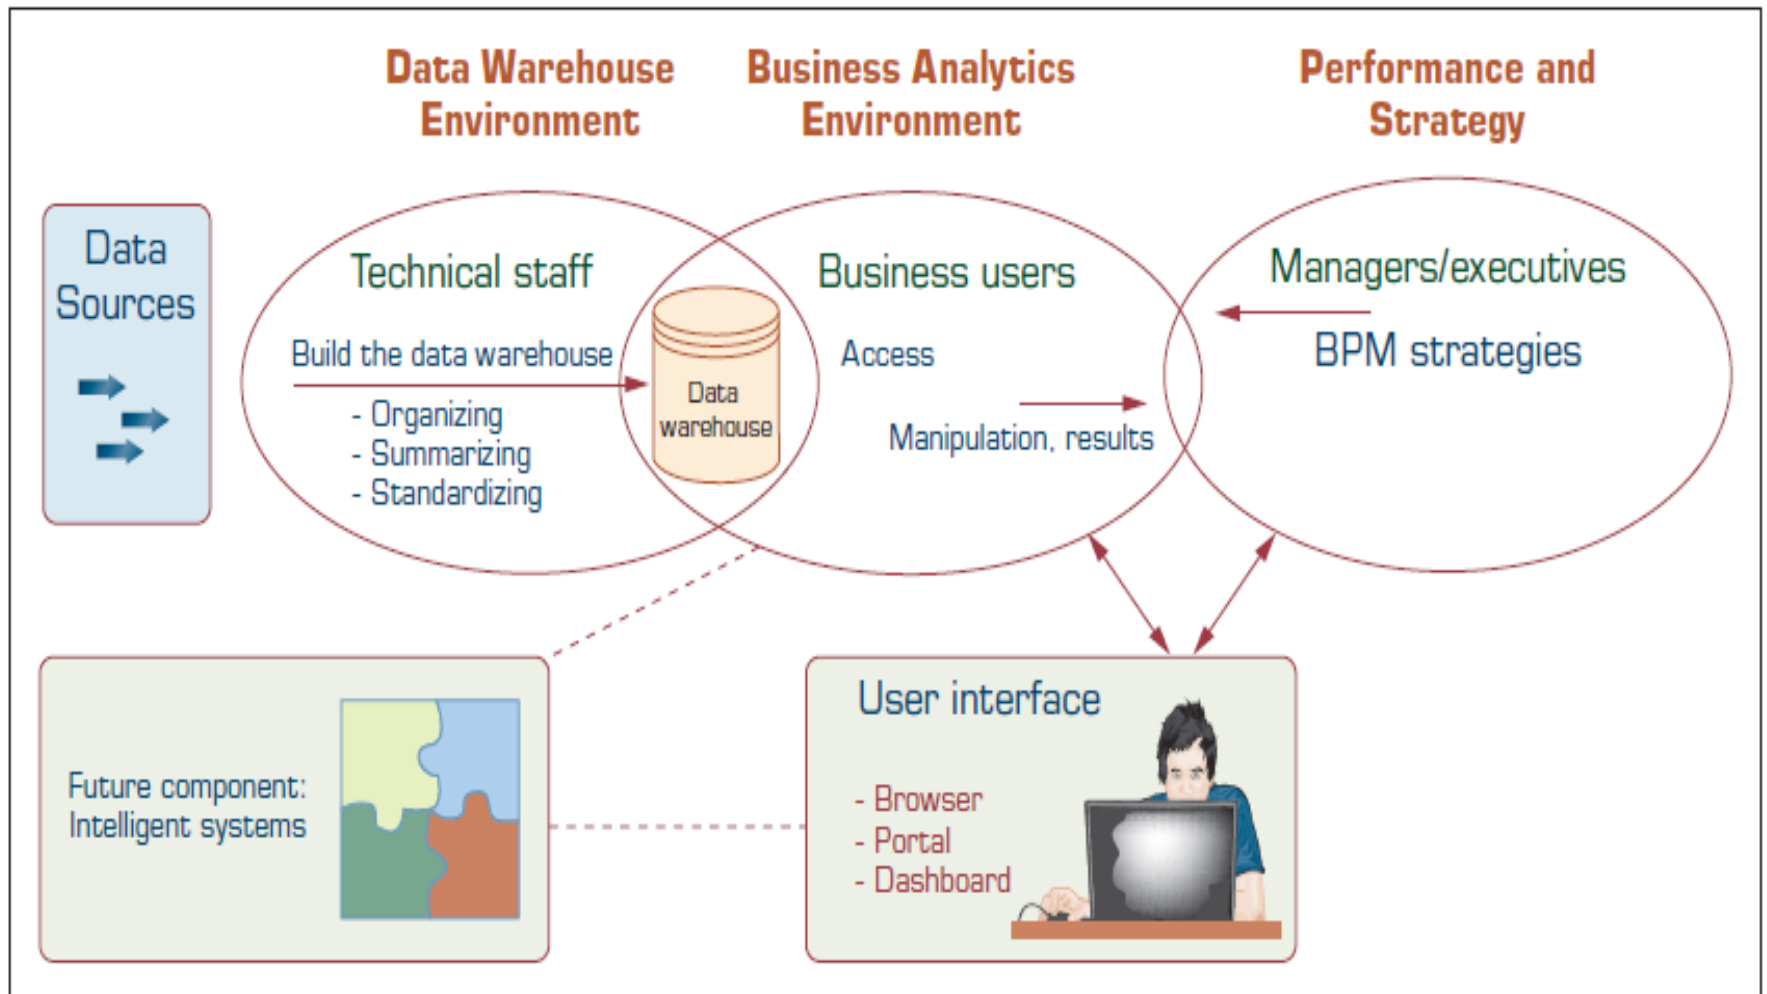 Data Warehouse
Environment
Business Analytics
Environment
Performance and
Strategy
Data
Sources
Technical staff
Build the data warehouse
- Organizing
- Summarizing
- Standardizing
Data
warehouse
Business users
Access
Manipulation, results
Managers/executives
BPM strategies
Future component:
Intelligent systems
User interface
- Browser
- Portal
- Dashboard